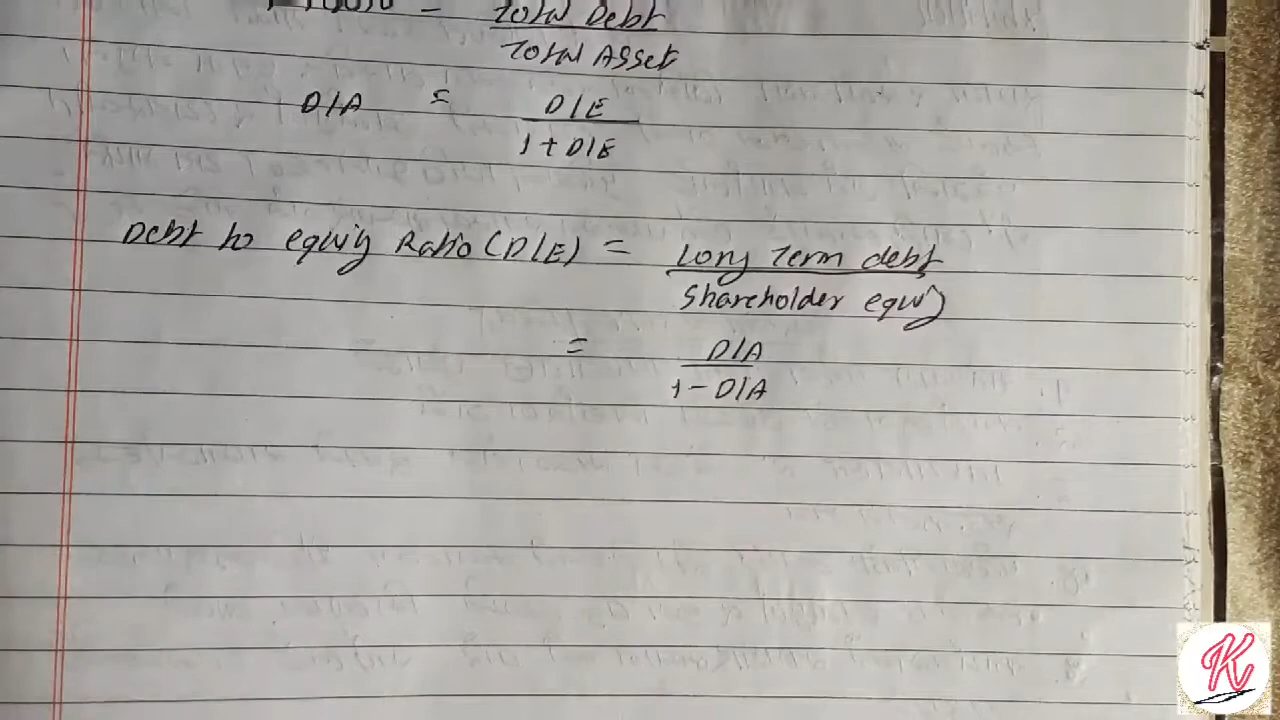 = Total Debt
Total Asset
D/A = D/E
1 + D/E
Debt to equity Ratio (D/E) = Long Term debt
Shareholder equity
= D/A
1 - D/A
K